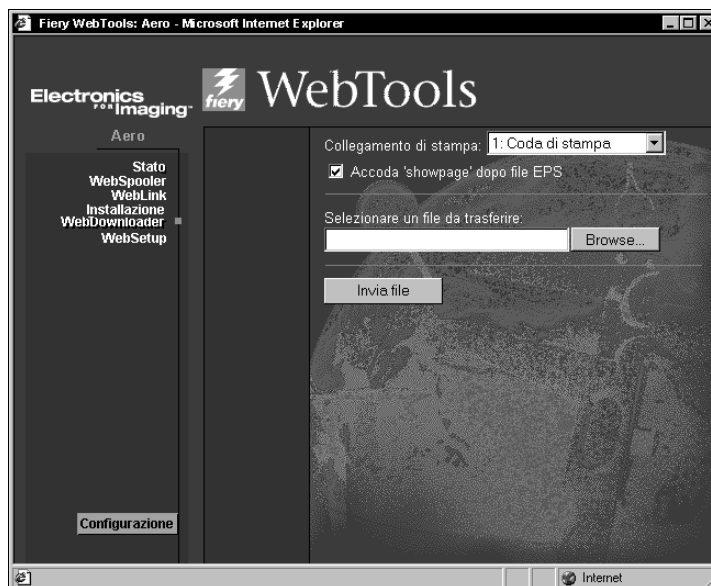 Fiery WebTools: Aero - Microsoft Internet Explorer
Electronics
FOR Imaging
fiery
WebTools
Aero
Stato
WebSpooler
WebLink
Installazione
WebDownloader
WebSetup
Configurazione
Collegamento di stampa: 1: Coda di stampa
Accoda 'showpage' dopo file EPS
Selezionare un file da trasferire:
Browse...
Invia file
Internet